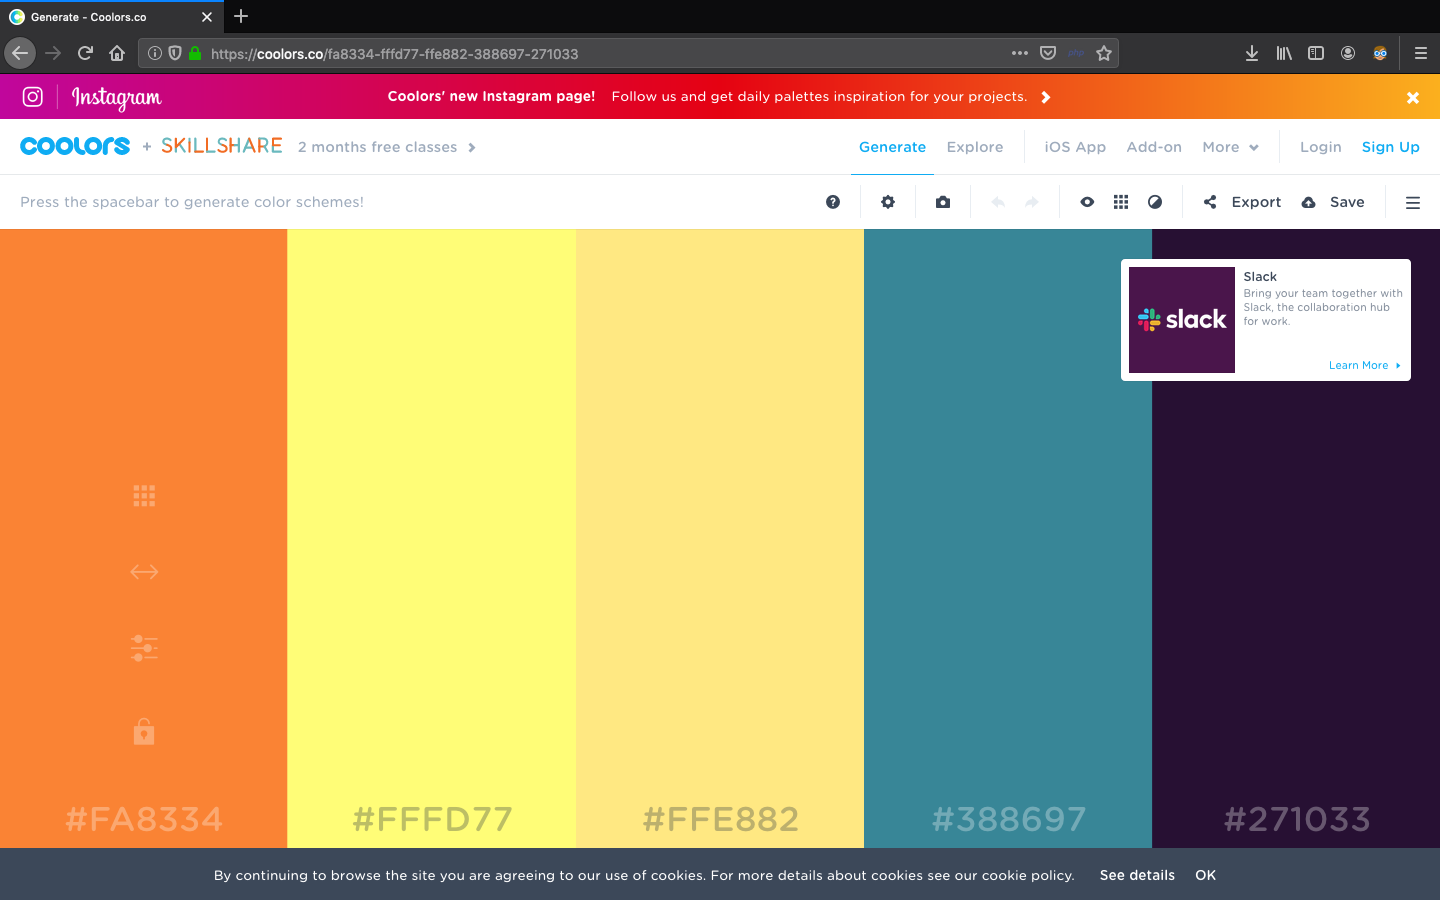 Generate - Coolors.co
https://coolors.co/fa8334-fffd77-ffe882-388697-271033
Instagram
Coolors' new Instagram page! Follow us and get daily palettes inspiration for your projects.
coolors + SKILLSHARE 2 months free classes
Generate Explore iOS App Add-on More Login Sign Up
Press the spacebar to generate color schemes!
Export Save
Slack
Bring your team together with
Slack, the collaboration hub
for work.
slack
Learn More
#FA8334 #FFFD77 #FFE882 #388697 #271033
By continuing to browse the site you are agreeing to our use of cookies. For more details about cookies see our cookie policy. See details OK